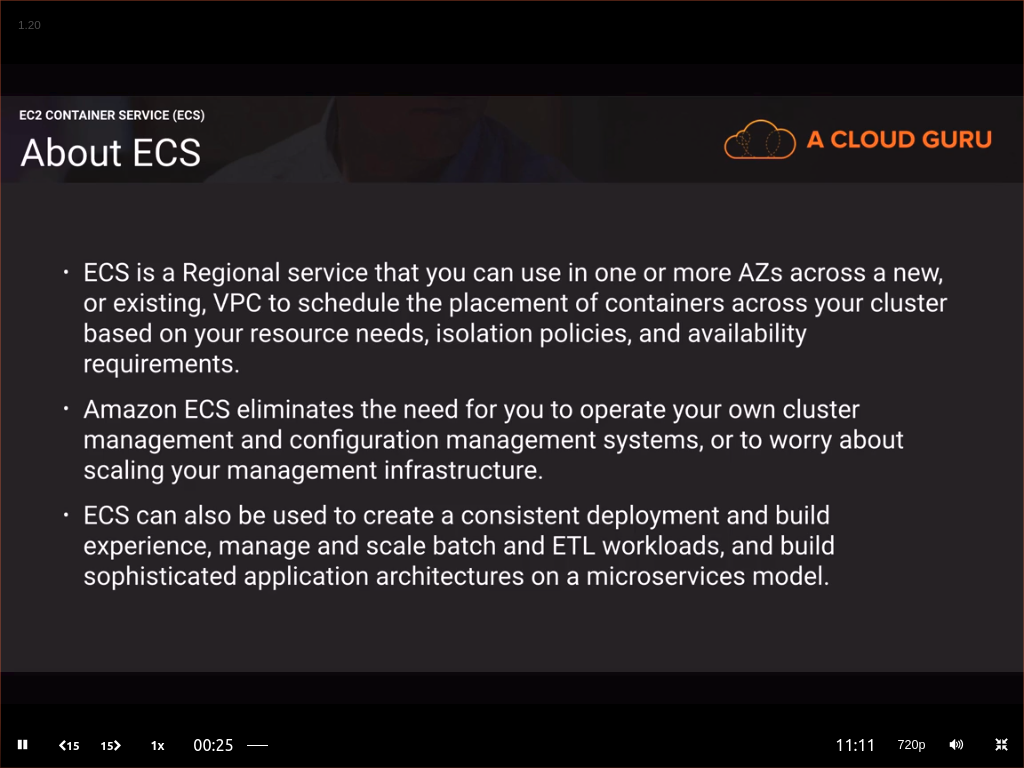 1.20
EC2 CONTAINER SERVICE (ECS)
About ECS
A CLOUD GURU
· ECS is a Regional service that you can use in one or more AZs across a new,
or existing, VPC to schedule the placement of containers across your cluster
based on your resource needs, isolation policies, and availability
requirements.
· Amazon ECS eliminates the need for you to operate your own cluster
management and configuration management systems, or to worry about
scaling your management infrastructure.
· ECS can also be used to create a consistent deployment and build
experience, manage and scale batch and ETL workloads, and build
sophisticated application architectures on a microservices model.
15 15 1x 00:25 11:11 720p